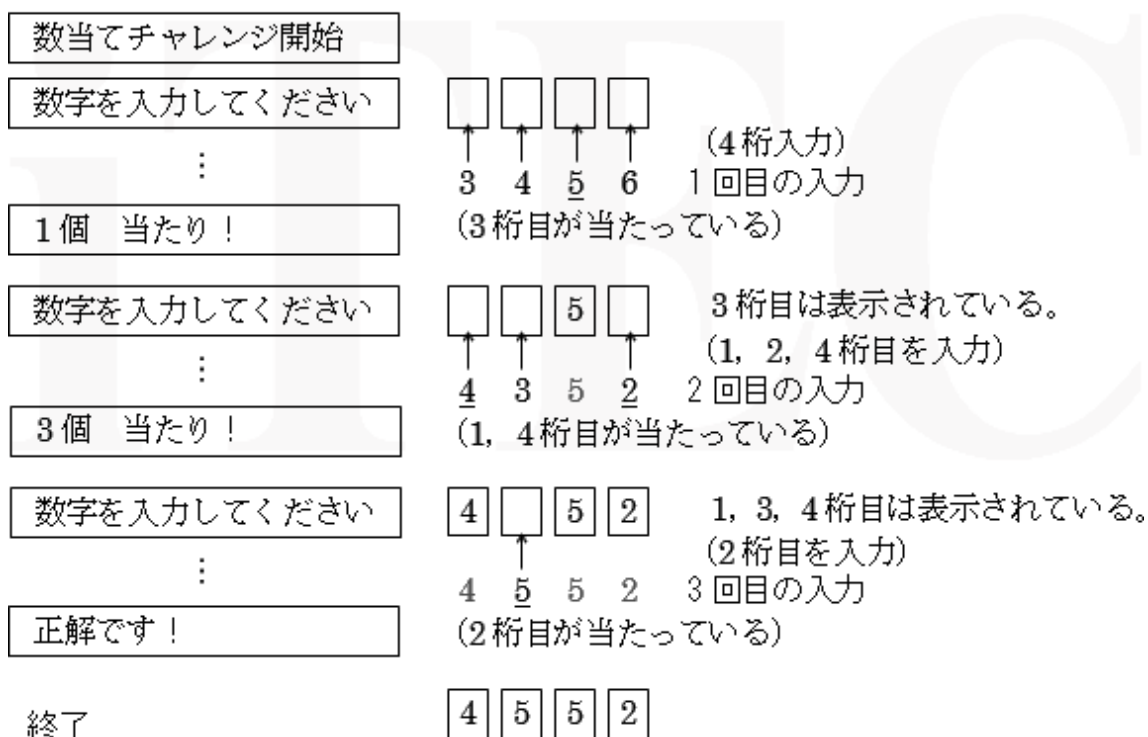 数当てチャレンジ開始
数字を入力してください
(4桁入力)
⋮
3 4 5 6 1回目の入力
1個 当たり!
(3桁目が当たっている)
数字を入力してください 5 3桁目は表示されている。
(1, 2, 4桁目を入力)
⋮
4 3 5 2 2回目の入力
3個 当たり!
(1, 4桁目が当たっている)
数字を入力してください 4 5 2 1, 3, 4桁目は表示されている。
(2桁目を入力)
⋮
4 5 5 2 3回目の入力
正解です!
(2桁目が当たっている)
終了 4 5 5 2
iTEC